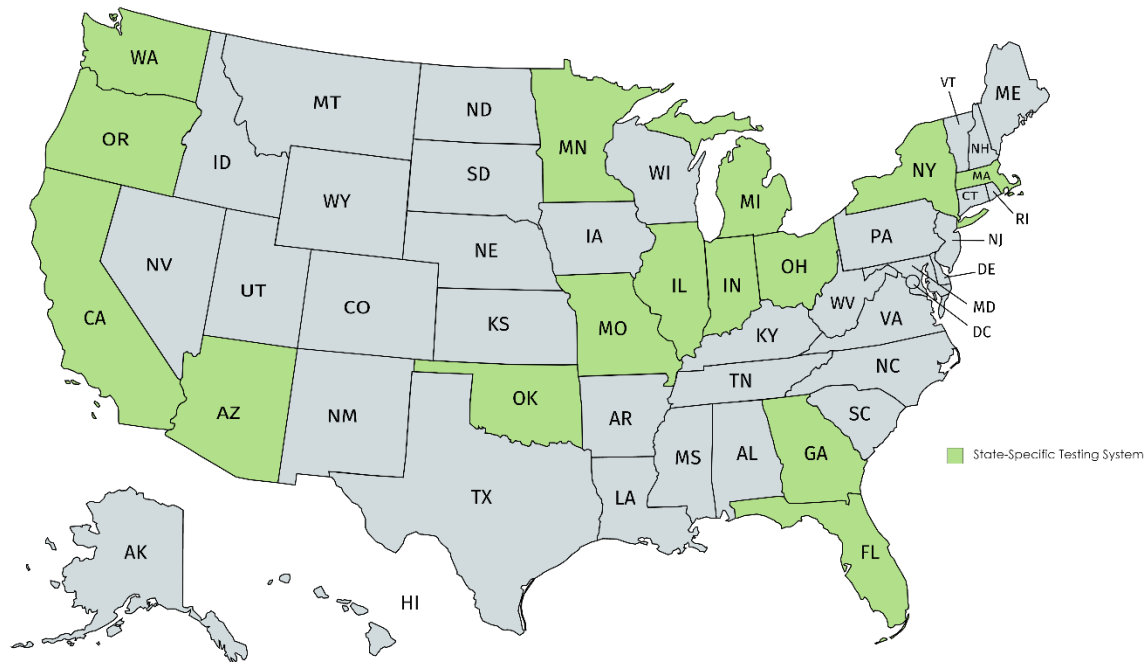 WA
MT
ND
VT
ME
OR
MN
ID
SD
WI
NH
NY
MA
WY
MI
CT
RI
IA
PA
NE
NJ
NV
OH
DE
UT
IL
IN
CO
WV
MD
CA
KS
MO
VA
DC
KY
NC
TN
OK
AZ
NM
AR
SC
MS
AL
GA
State-Specific Testing System
TX
LA
AK
FL
HI